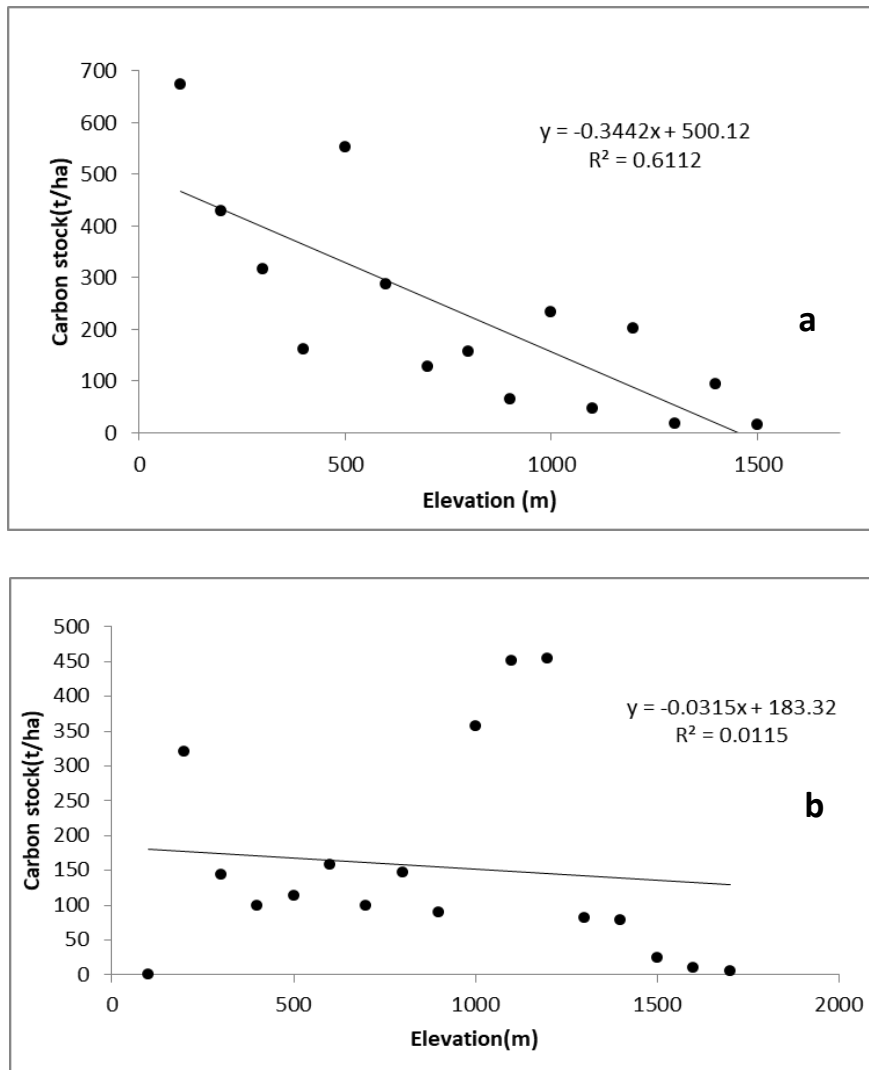 700
600
500
400
300
200
100
0
Carbon stock(t/ha)
y = -0.3442x + 500.12
R² = 0.6112
a
0 500 1000 1500
Elevation (m)
500
450
400
350
300
250
200
150
100
50
0
Carbon stock(t/ha)
y = -0.0315x + 183.32
R² = 0.0115
b
0 500 1000 1500 2000
Elevation(m)